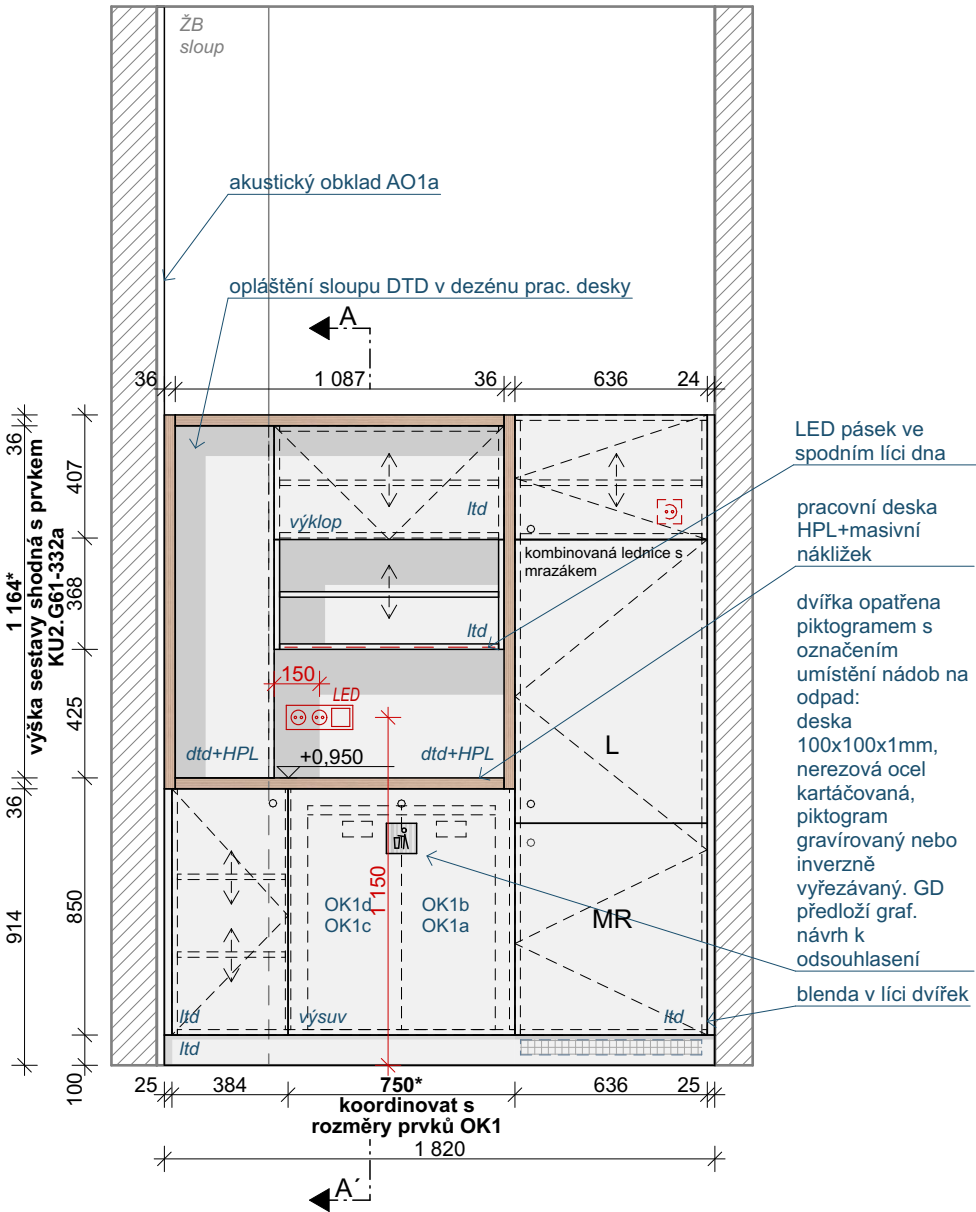 ŽB
sloup
akustický obklad AO1a
opláštění sloupu DTD v dezénu prac. desky
A
36
1 087
36
636
24
36
1 164*
výška sestavy shodná s prvkem
KU2.G61-332a
407
368
425
36
914
850
100
LED pásek ve
spodním líci dna
pracovní deska
HPL+masivní
nákližek
dvířka opatřena
piktogramem s
označením
umístění nádob na
odpad:
deska
100x100x1mm,
nerezová ocel
kartáčovaná,
piktogram
gravírovaný nebo
inverzně
vyřezávaný. GD
předloží graf.
návrh k
odsouhlasení
blenda v líci dvířek
výklop
ltd
kombinovaná lednice s
mrazákem
ltd
150
LED
dtd+HPL
+0,950
dtd+HPL
L
1 150
OK1d
OK1c
OK1b
OK1a
MR
ltd
výsuv
ltd
ltd
25
384
750*
636
25
koordinovat s
rozměry prvků OK1
1 820
A´